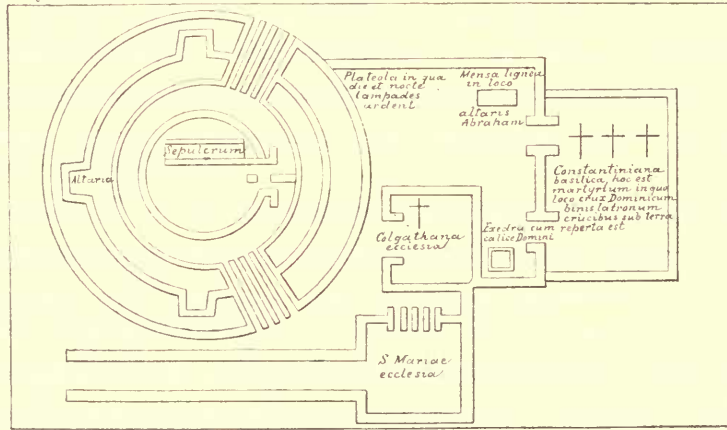 Plateola in qua
die et nocte
lampades
urdent
Mensa lignea
in loco
altaris
Abraham
Sepulcrum
Altaria
Constantiniana
basilica, hoc est
martyrium in quo
loco crux Dominicum
binis latronum
crucibus sub terra
reperta est
Golgathana
ecclesia
Exedra cum
calice Domini
S Mariae
ecclesia